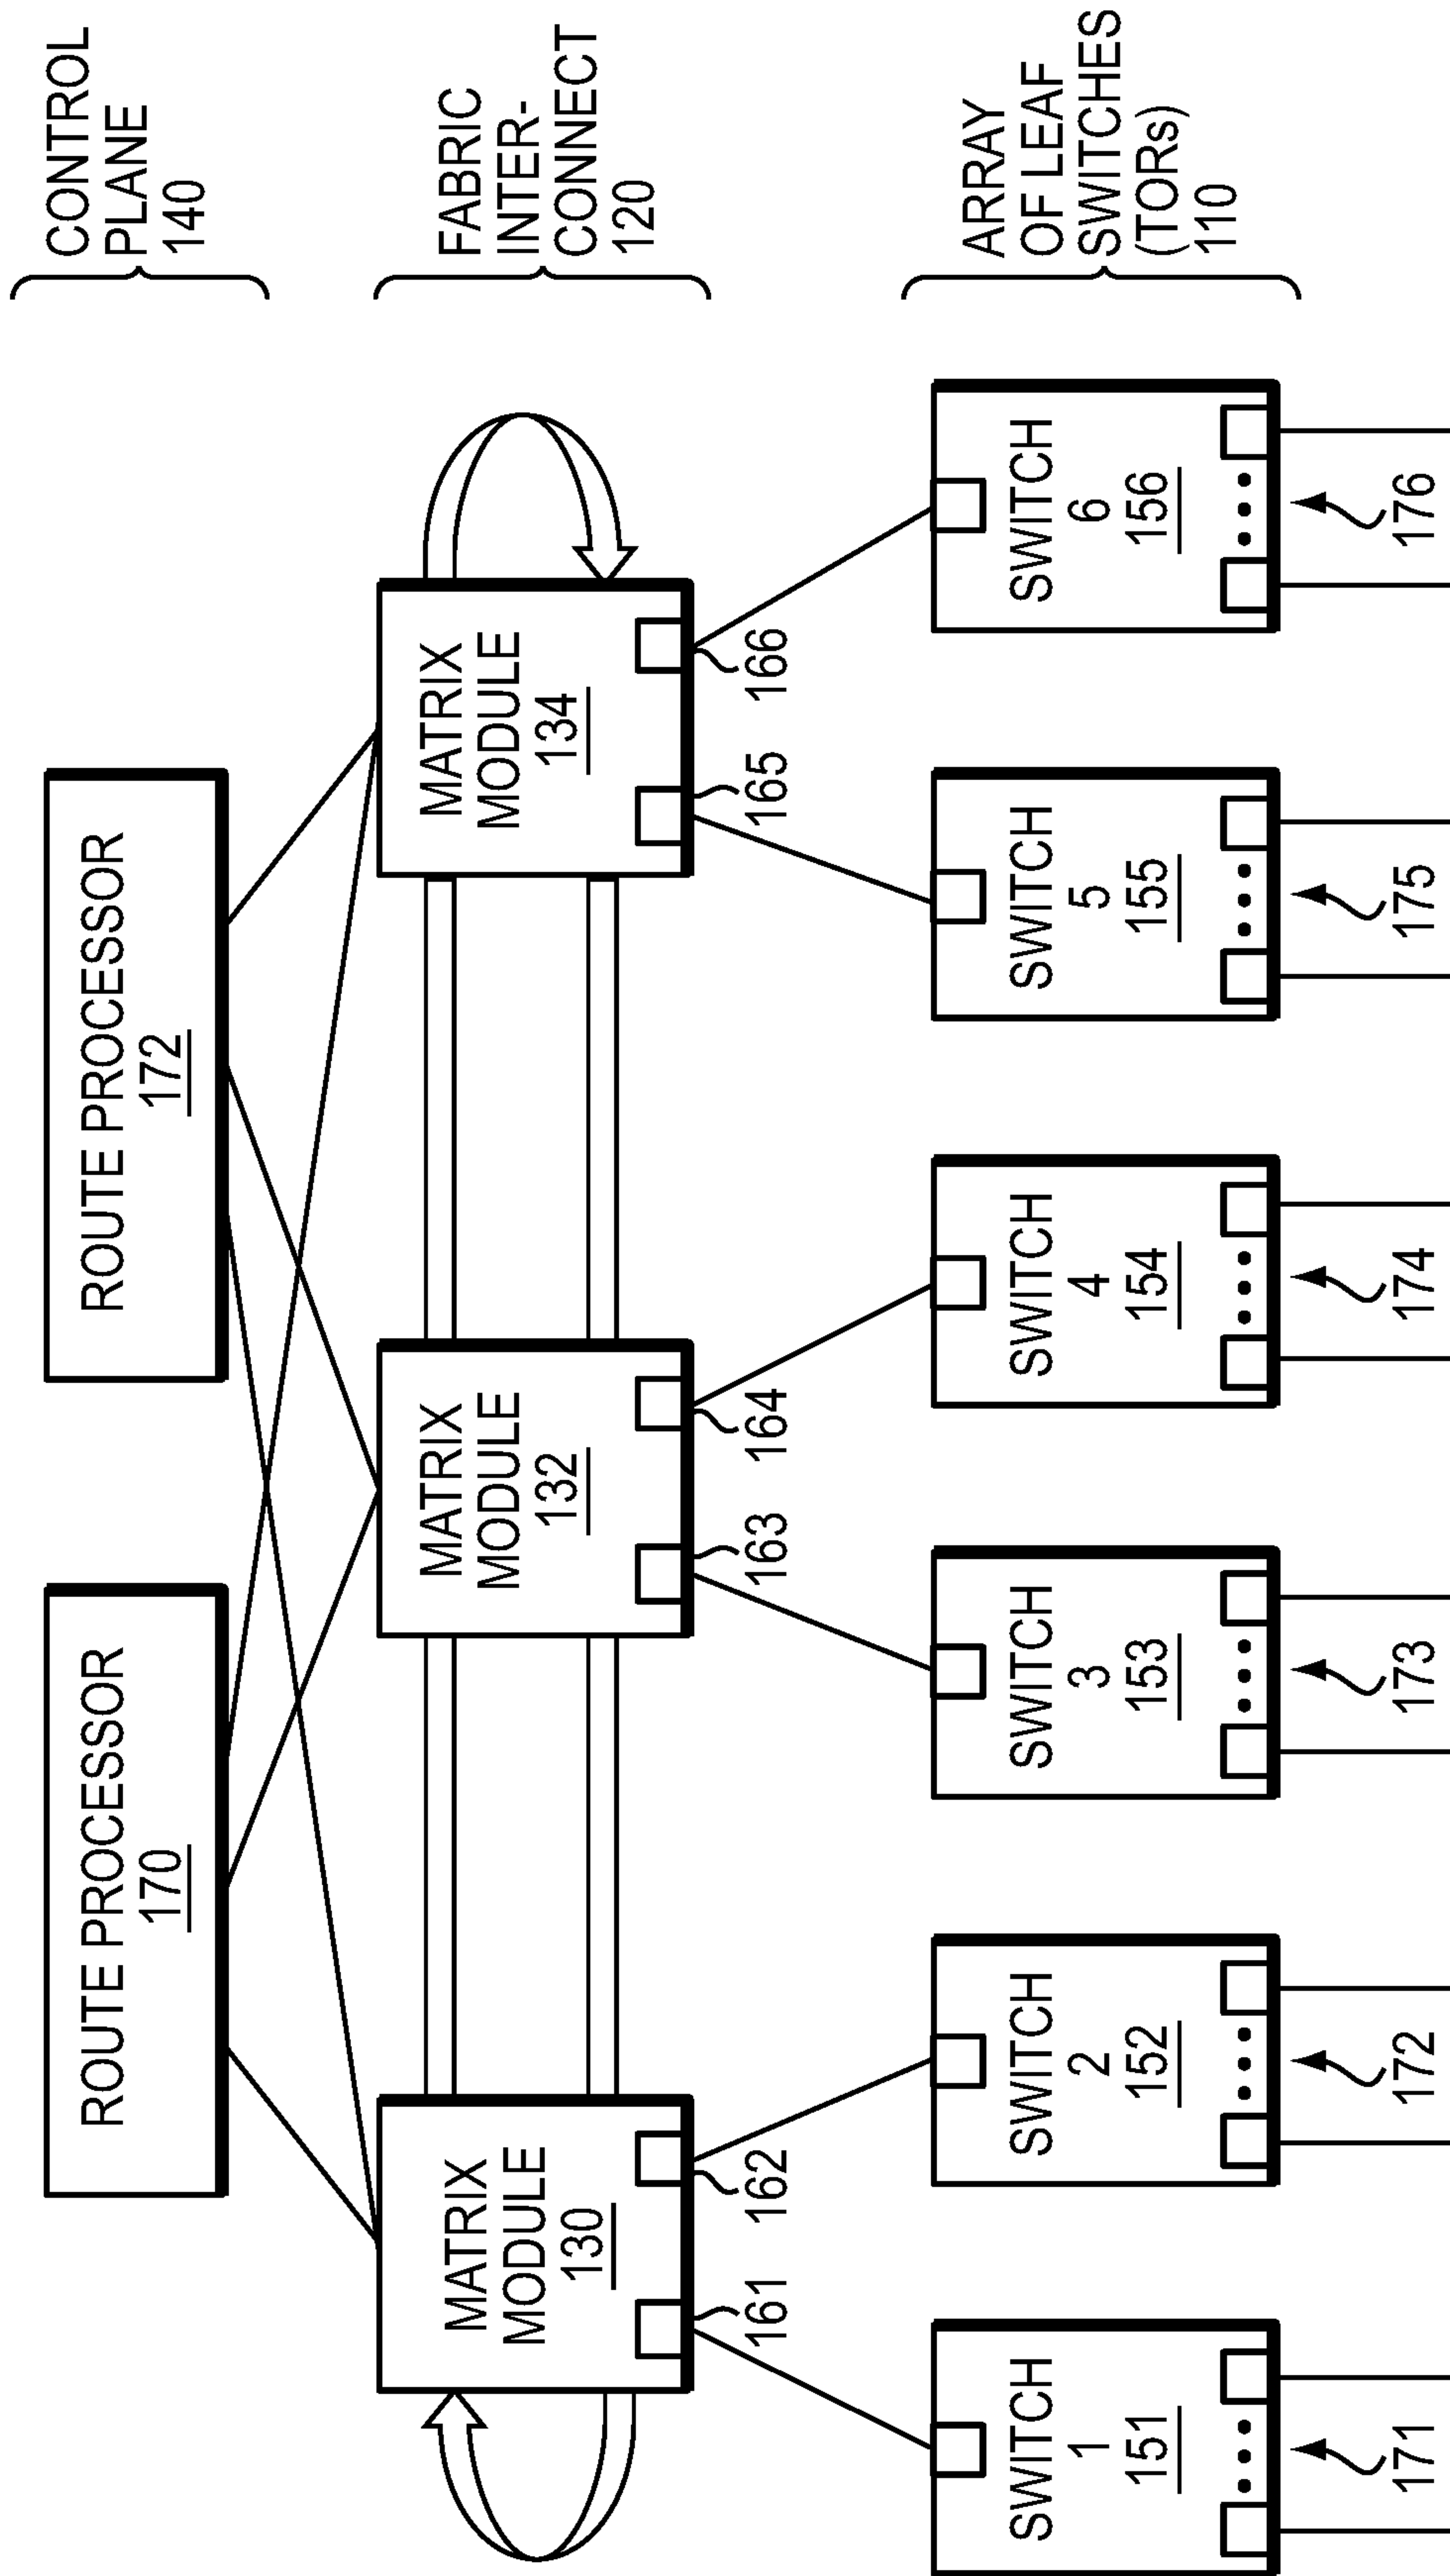 CONTROL
PLANE
140
ROUTE PROCESSOR
170
ROUTE PROCESSOR
172
FABRIC
INTER-
CONNECT
120
MATRIX
MODULE
130
MATRIX
MODULE
132
MATRIX
MODULE
134
161
162
163
164
165
166
ARRAY
OF LEAF
SWITCHES
(TORs)
110
SWITCH
1
151
SWITCH
2
152
SWITCH
3
153
SWITCH
4
154
SWITCH
5
155
SWITCH
6
156
171
172
173
174
175
176